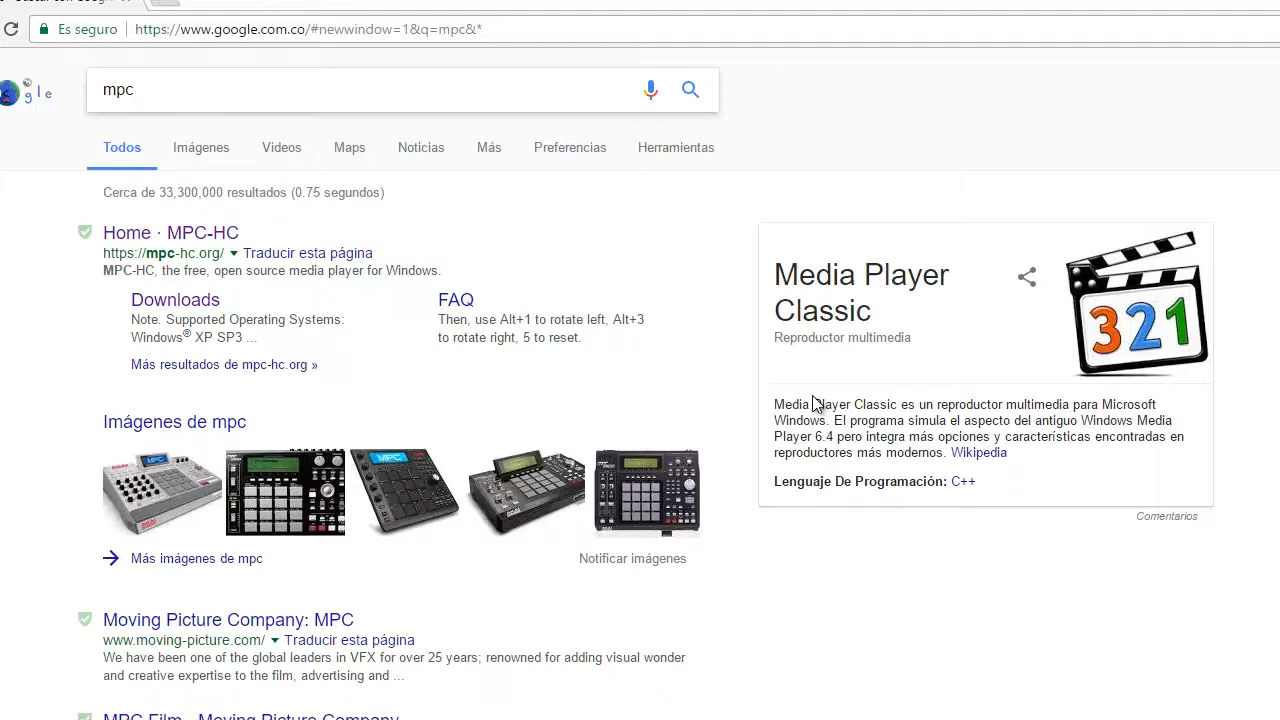 Es seguro
https://www.google.com.co/#newwindow=1&q=mpc&*
gle
mpc
Todos
Imágenes
Videos
Maps
Noticias
Más
Preferencias
Herramientas
Cerca de 33,300,000 resultados (0.75 segundos)
Home · MPC-HC
https://mpc-hc.org/ Traducir esta página
MPC-HC, the free, open source media player for Windows.
Downloads
Note. Supported Operating Systems:
Windows® XP SP3 ...
FAQ
Then, use Alt+1 to rotate left, Alt+3
to rotate right, 5 to reset.
Más resultados de mpc-hc.org »
Imágenes de mpc
MPC
MPC
Más imágenes de mpc
Notificar imágenes
Moving Picture Company: MPC
www.moving-picture.com/ Traducir esta página
We have been one of the global leaders in VFX for over 25 years; renowned for adding visual wonder
and creative expertise to the film, advertising and ...
MPC Film - Moving Picture Company
Media Player
Classic
Reproductor multimedia
321
Media Player Classic es un reproductor multimedia para Microsoft
Windows. El programa simula el aspecto del antiguo Windows Media
Player 6.4 pero integra más opciones y características encontradas en
reproductores más modernos. Wikipedia
Lenguaje De Programación: C++
Comentarios